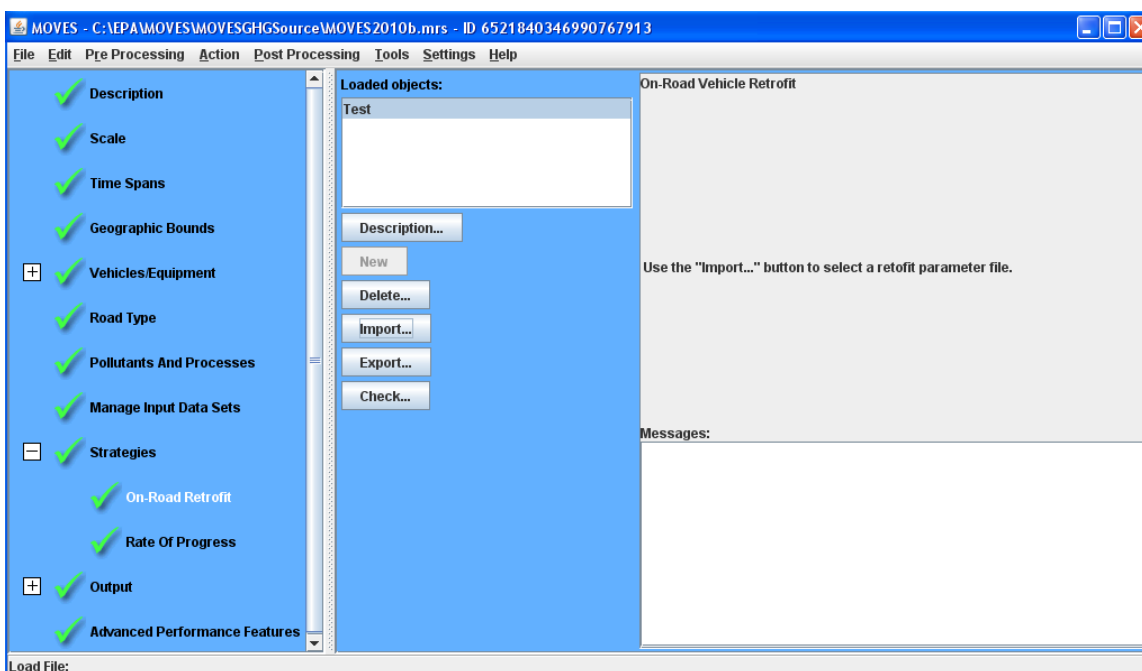 MOVES - C:\EPA\MOVES\MOVESGHGSource\MOVES2010b.mrs - ID 6521840346990767913
File Edit Pre Processing Action Post Processing Tools Settings Help
Description
Scale
Time Spans
Geographic Bounds
Vehicles/Equipment
Road Type
Pollutants And Processes
Manage Input Data Sets
Strategies
On-Road Retrofit
Rate Of Progress
Output
Advanced Performance Features
Loaded objects:
Test
Description...
New
Delete...
Import...
Export...
Check...
On-Road Vehicle Retrofit
Use the "Import..." button to select a retofit parameter file.
Messages:
Load File: